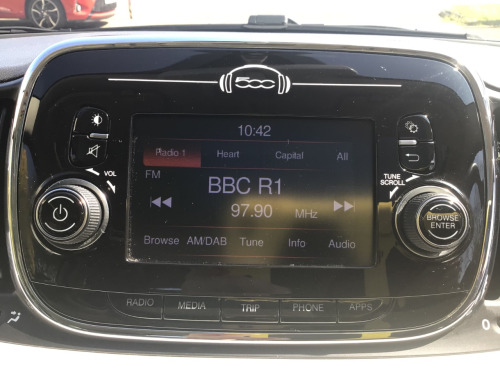 500
10:42
Radio 1 Heart Capital All
FM
BBC R1
97.90 MHz
Browse AM/DAB Tune Info Audio
VOL
TUNE
SCROLL
BROWSE
ENTER
RADIO MEDIA TRIP PHONE APPS
0